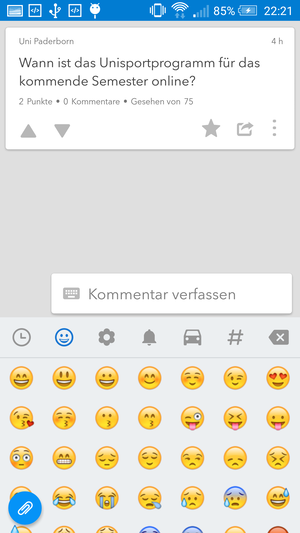 85% 22:21
Uni Paderborn 4 h
Wann ist das Unisportprogramm für das
kommende Semester online?
2 Punkte • 0 Kommentare • Gesehen von 75
Kommentar verfassen
#